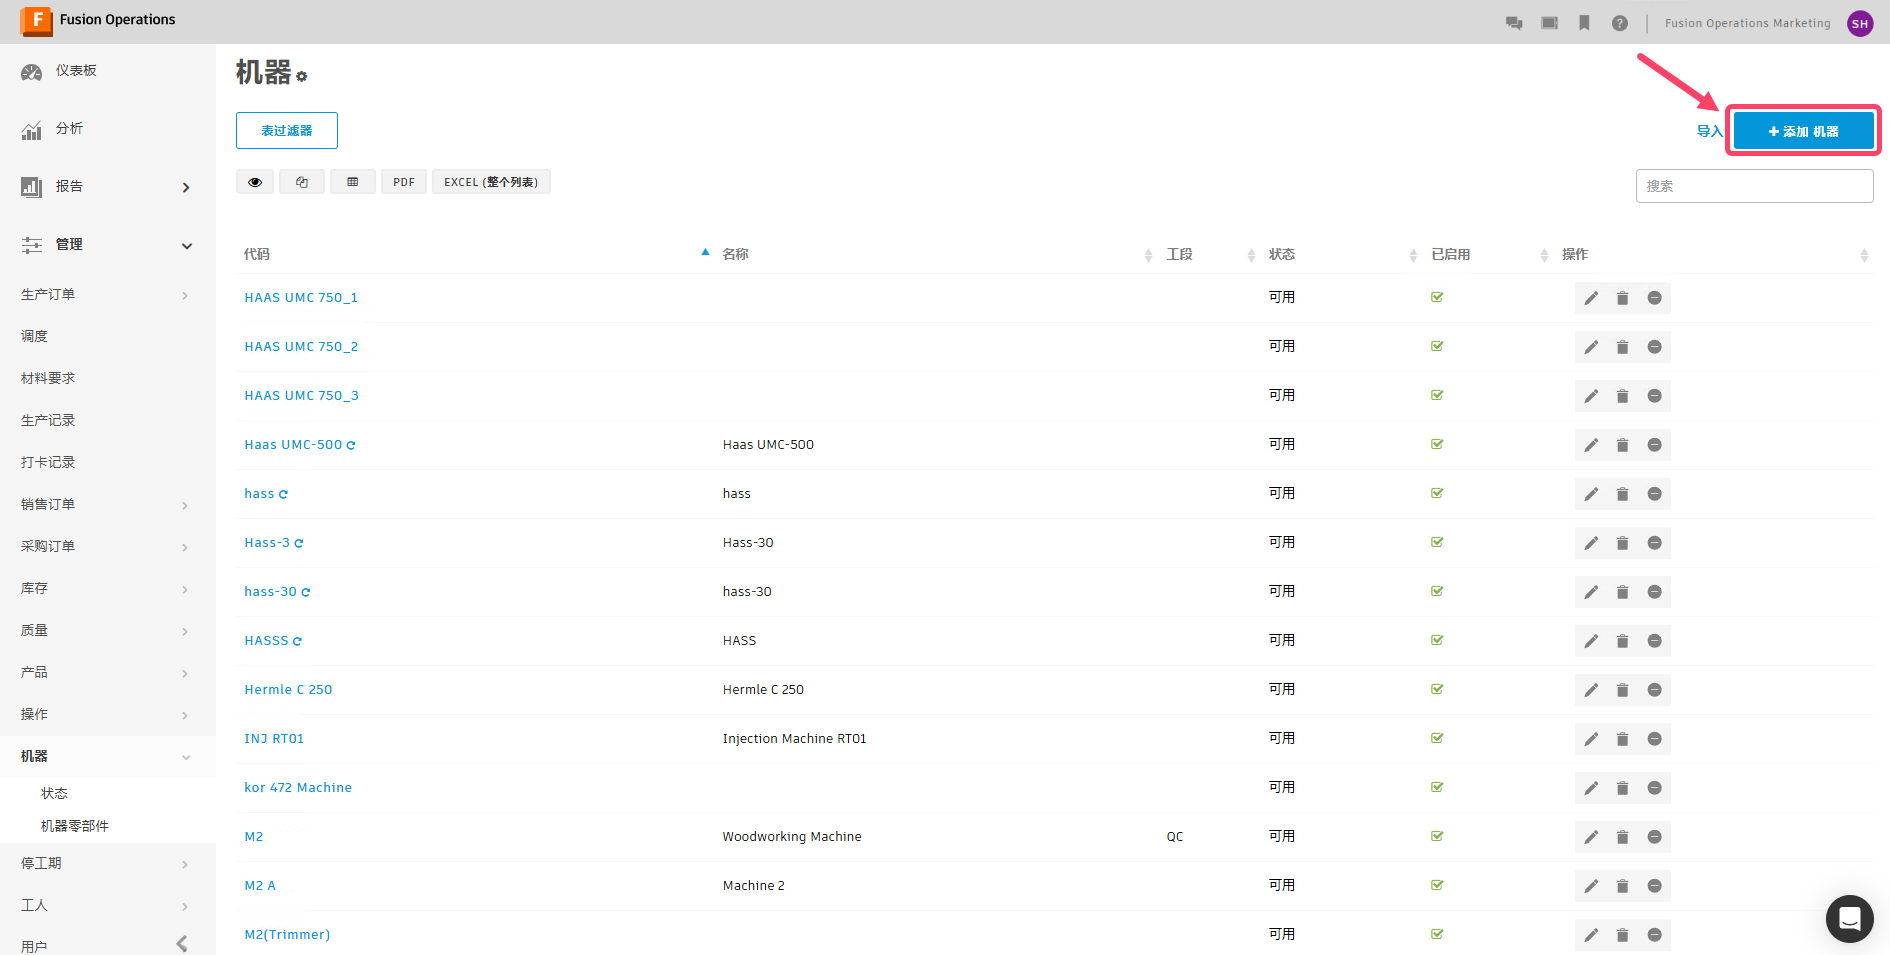 F Fusion Operations
? Fusion Operations Marketing SH
仪表板
分析
报告
管理
生产订单
调度
材料要求
生产记录
打卡记录
销售订单
采购订单
库存
质量
产品
操作
机器
状态
机器零部件
停工期
工人
用户
机器
表过滤器
导入
+ 添加 机器
PDF EXCEL (整个列表)
搜索
代码 名称 工段 状态 已启用 操作
HAAS UMC 750_1 可用
HAAS UMC 750_2 可用
HAAS UMC 750_3 可用
Haas UMC-500 Haas UMC-500 可用
hass hass 可用
Hass-3 Hass-30 可用
hass-30 hass-30 可用
HASSS HASS 可用
Hermle C 250 Hermle C 250 可用
INJ RT01 Injection Machine RT01 可用
kor 472 Machine 可用
M2 Woodworking Machine QC 可用
M2 A Machine 2 可用
M2(Trimmer) 可用